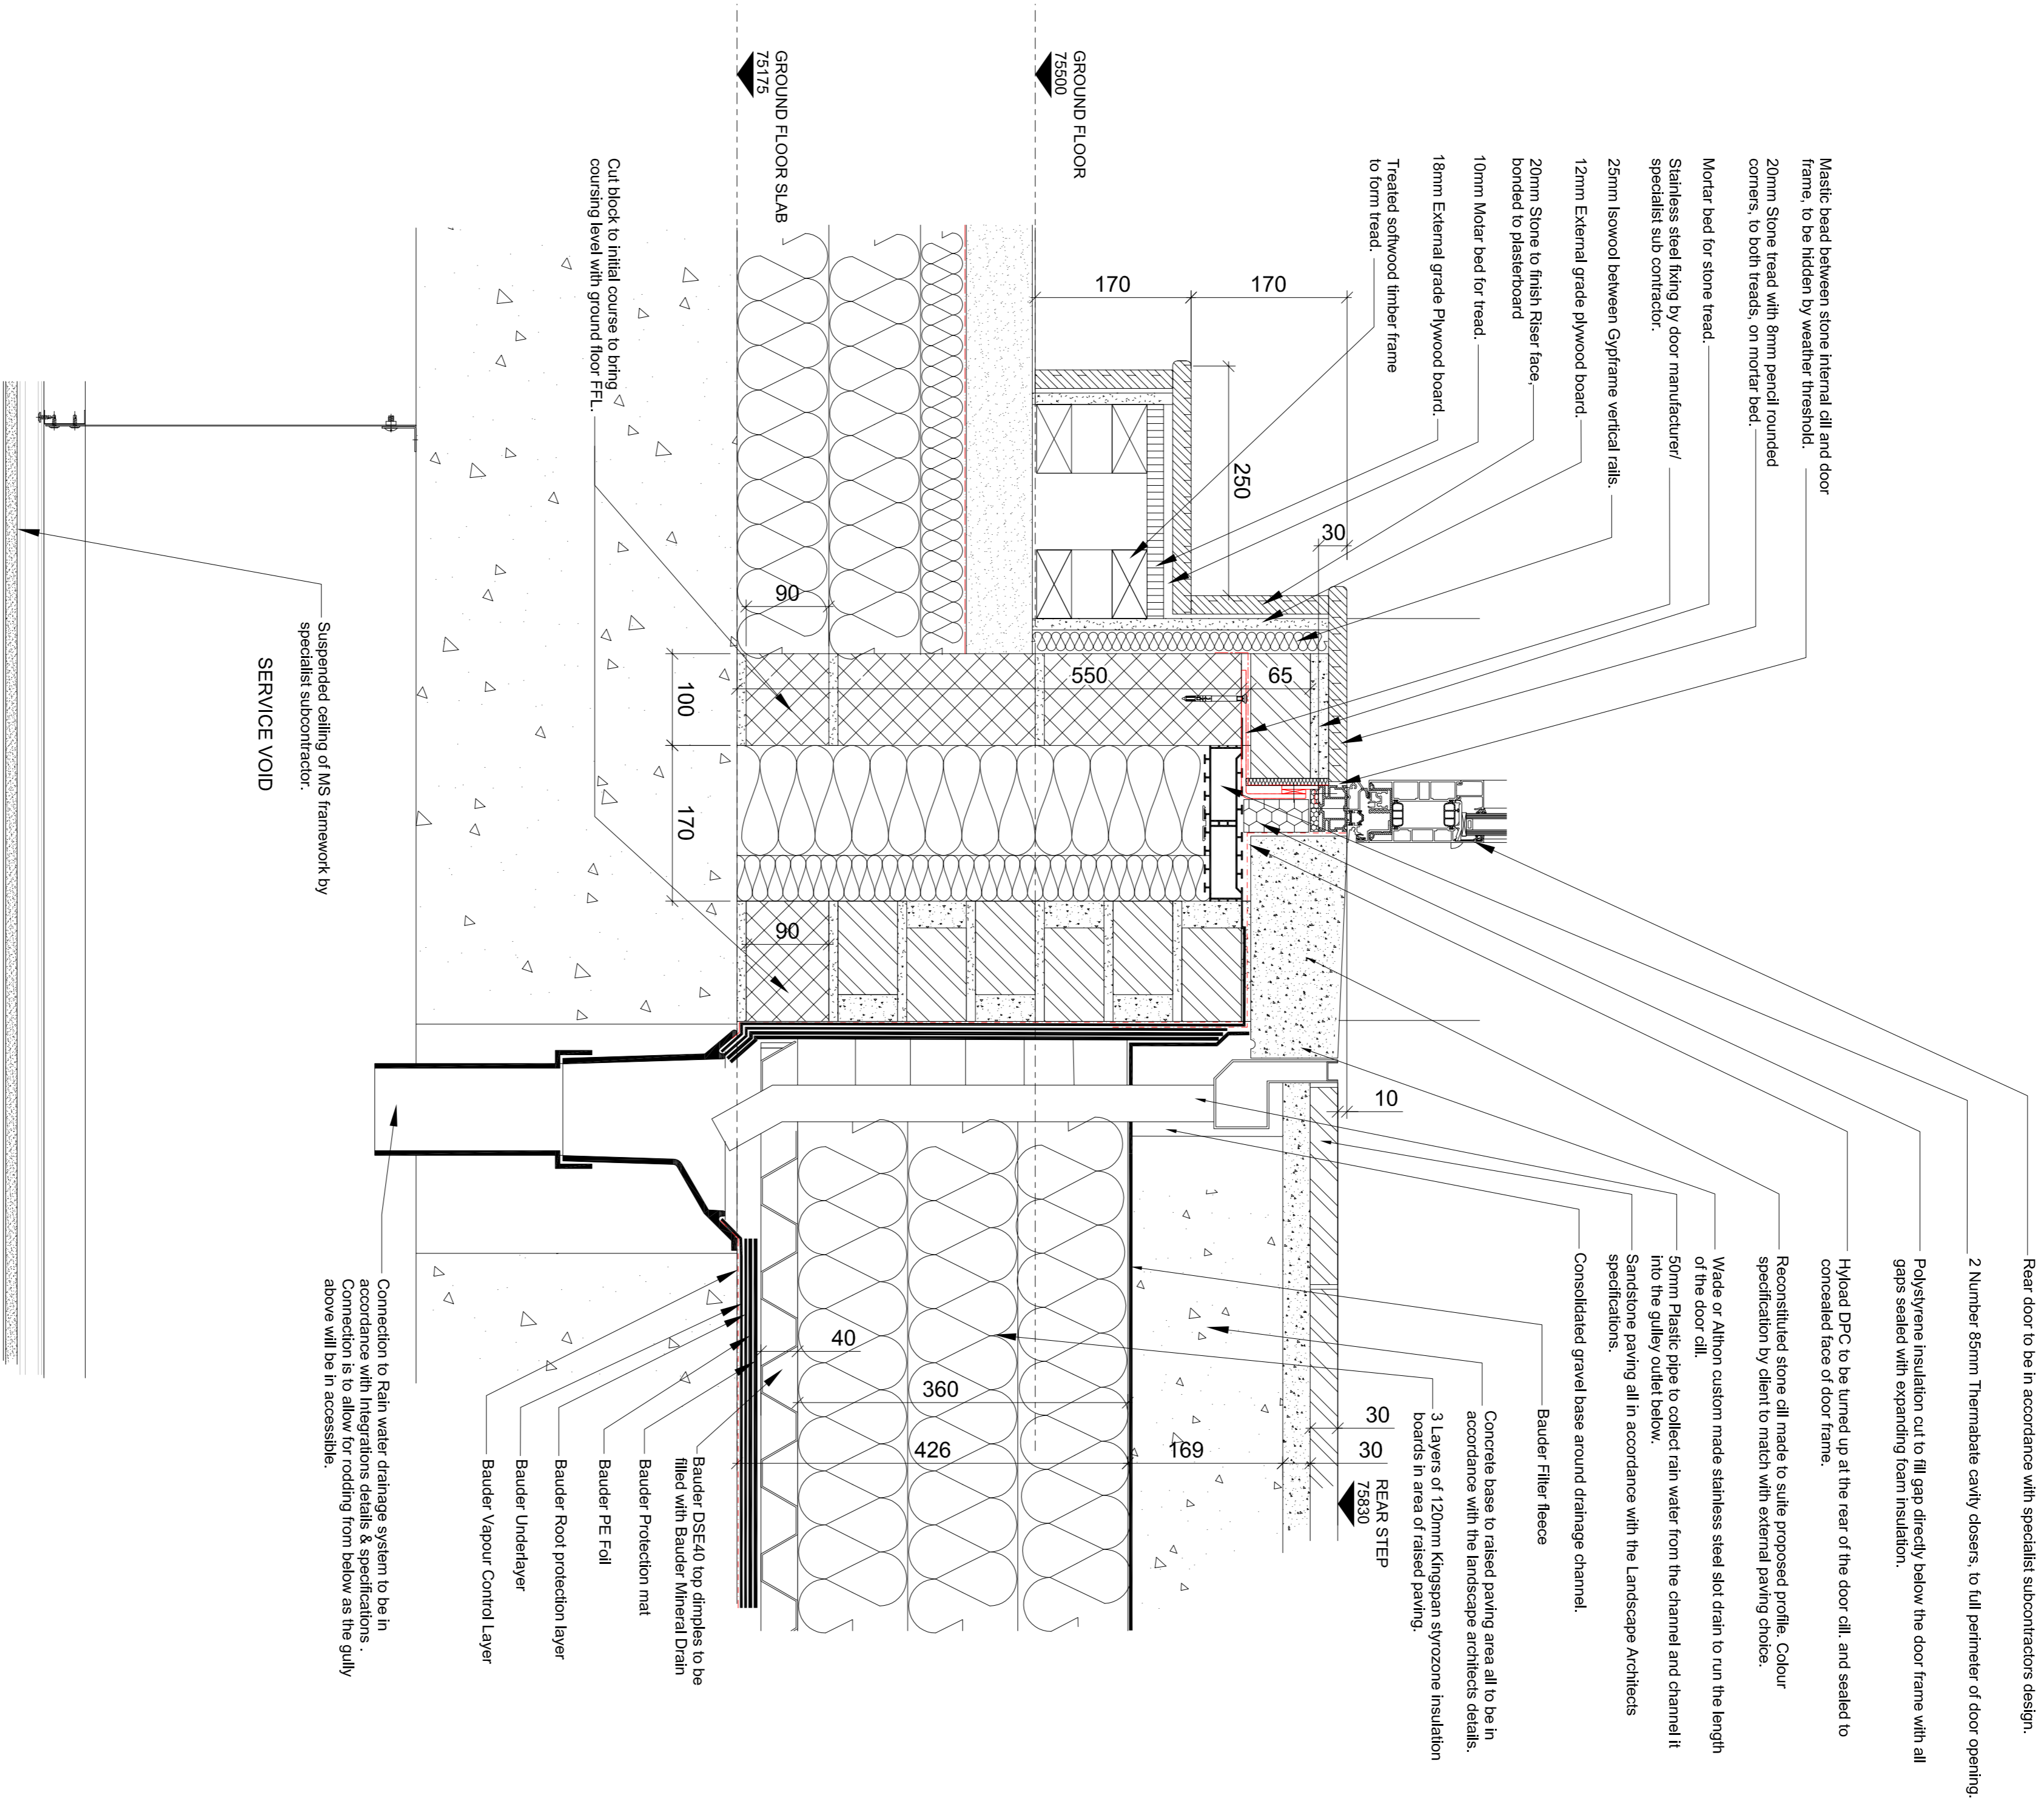 Rear door to be in accordance with specialist subcontractors design.
2 Number 85mm Thermabate cavity closers, to full perimeter of door opening.
Polystyrene insulation cut to fill gap directly below the door frame with all
gaps sealed with expanding foam insulation.
Hyload DPC to be turned up at the rear of the door cill. and sealed to
concealed face of door frame.
Reconstituted stone cill made to suite proposed profile. Colour
specification by client to match with external paving choice.
Wade or Althon custom made stainless steel slot drain to run the length
of the door cill.
50mm Plastic pipe to collect rain water from the channel and channel it
into the gulley outlet below.
Sandstone paving all in accordance with the Landscape Architects
specifications.
Consolidated gravel base around drainage channel.
Bauder Filter fleece
Concrete base to raised paving area all to be in
accordance with the landscape architects details.
3 Layers of 120mm Kingspan styrozone insulation
boards in area of raised paving.
REAR STEP
75830
Bauder DSE40 top dimples to be
filled with Bauder Mineral Drain
Bauder Protection mat
Bauder PE Foil
Bauder Root protection layer
Bauder Underlayer
Bauder Vapour Control Layer
Connection to Rain water drainage system to be in
accordance with Integrations details & specifications .
Connection is to allow for rodding from below as the gully
above will be in accessible.
Mastic bead between stone internal cill and door
frame, to be hidden by weather threshold.
20mm Stone tread with 8mm pencil rounded
corners, to both treads, on mortar bed.
Mortar bed for stone tread.
Stainless steel fixing by door manufacturer/
specialist sub contractor.
25mm Isowool between Gypframe vertical rails.
12mm External grade plywood board.
20mm Stone to finish Riser face,
bonded to plasterboard
10mm Motar bed for tread.
18mm External grade Plywood board.
Treated softwood timber frame
to form tread.
GROUND FLOOR
75500
GROUND FLOOR SLAB
75175
Cut block to initial course to bring
coursing level with ground floor FFL.
Suspended ceiling of MS framework by
specialist subcontractor.
SERVICE VOID
170
170
250
30
90
550
65
100
170
90
10
40
360
426
169
30
30